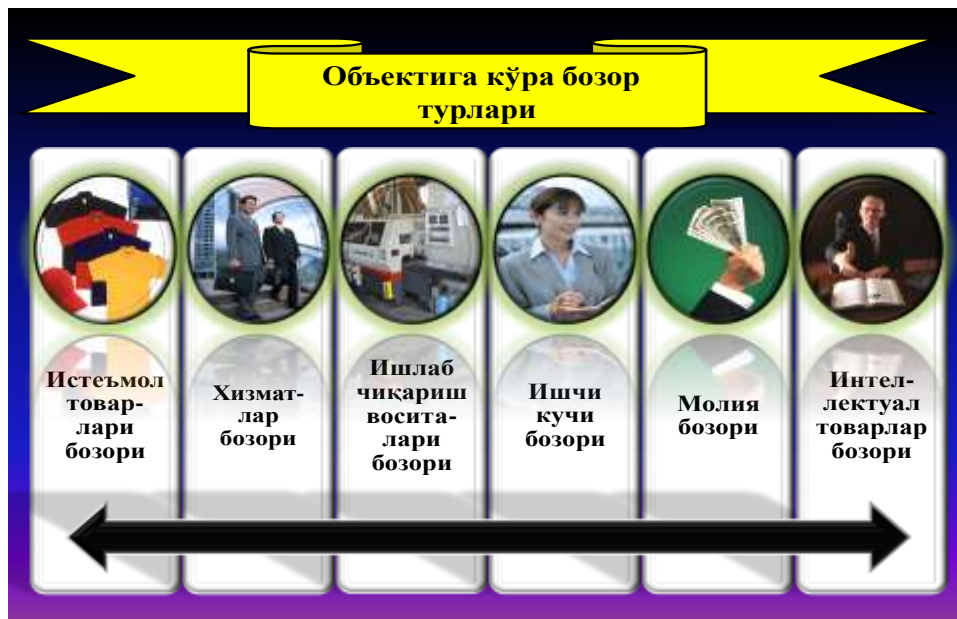 Объектига кўра бозор
турлари
Истеъмол
товар-
лари
бозори
Хизмат-
лар
бозори
Ишлаб
чиқариш
восита-
лари
бозори
Ишчи
кучи
бозори
Молия
бозори
Интел-
лектуал
товарлар
бозори